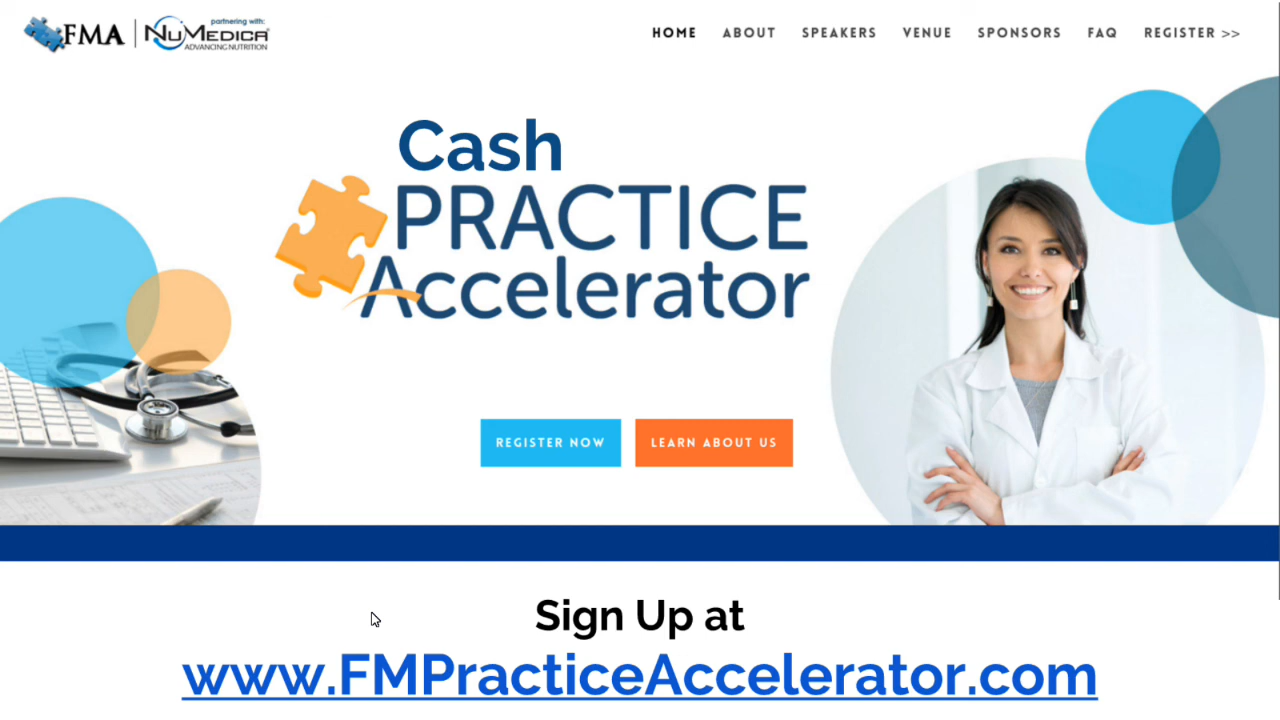 FMA
partnering with:
NUMEDICA
ADVANCING NUTRITION
HOME ABOUT SPEAKERS VENUE SPONSORS FAQ REGISTER >>
Cash
PRACTICE
Accelerator
REGISTER NOW LEARN ABOUT US
Sign Up at
www.FMPracticeAccelerator.com